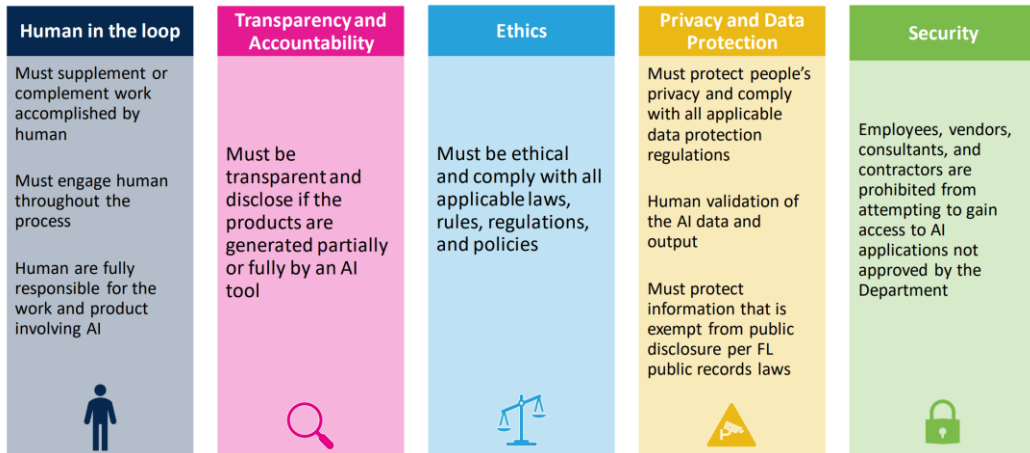 Human in the loop
Must supplement or
complement work
accomplished by
human
Must engage human
throughout the
process
Human are fully
responsible for the
work and product
involving AI
Transparency and
Accountability
Must be
transparent and
disclose if the
products are
generated partially
or fully by an AI
tool
Ethics
Must be ethical
and comply with all
applicable laws,
rules, regulations,
and policies
Privacy and Data
Protection
Must protect people's
privacy and comply
with all applicable
data protection
regulations
Human validation of
the AI data and
output
Must protect
information that is
exempt from public
disclosure per FL
public records laws
Security
Employees, vendors,
consultants, and
contractors are
prohibited from
attempting to gain
access to AI
applications not
approved by the
Department